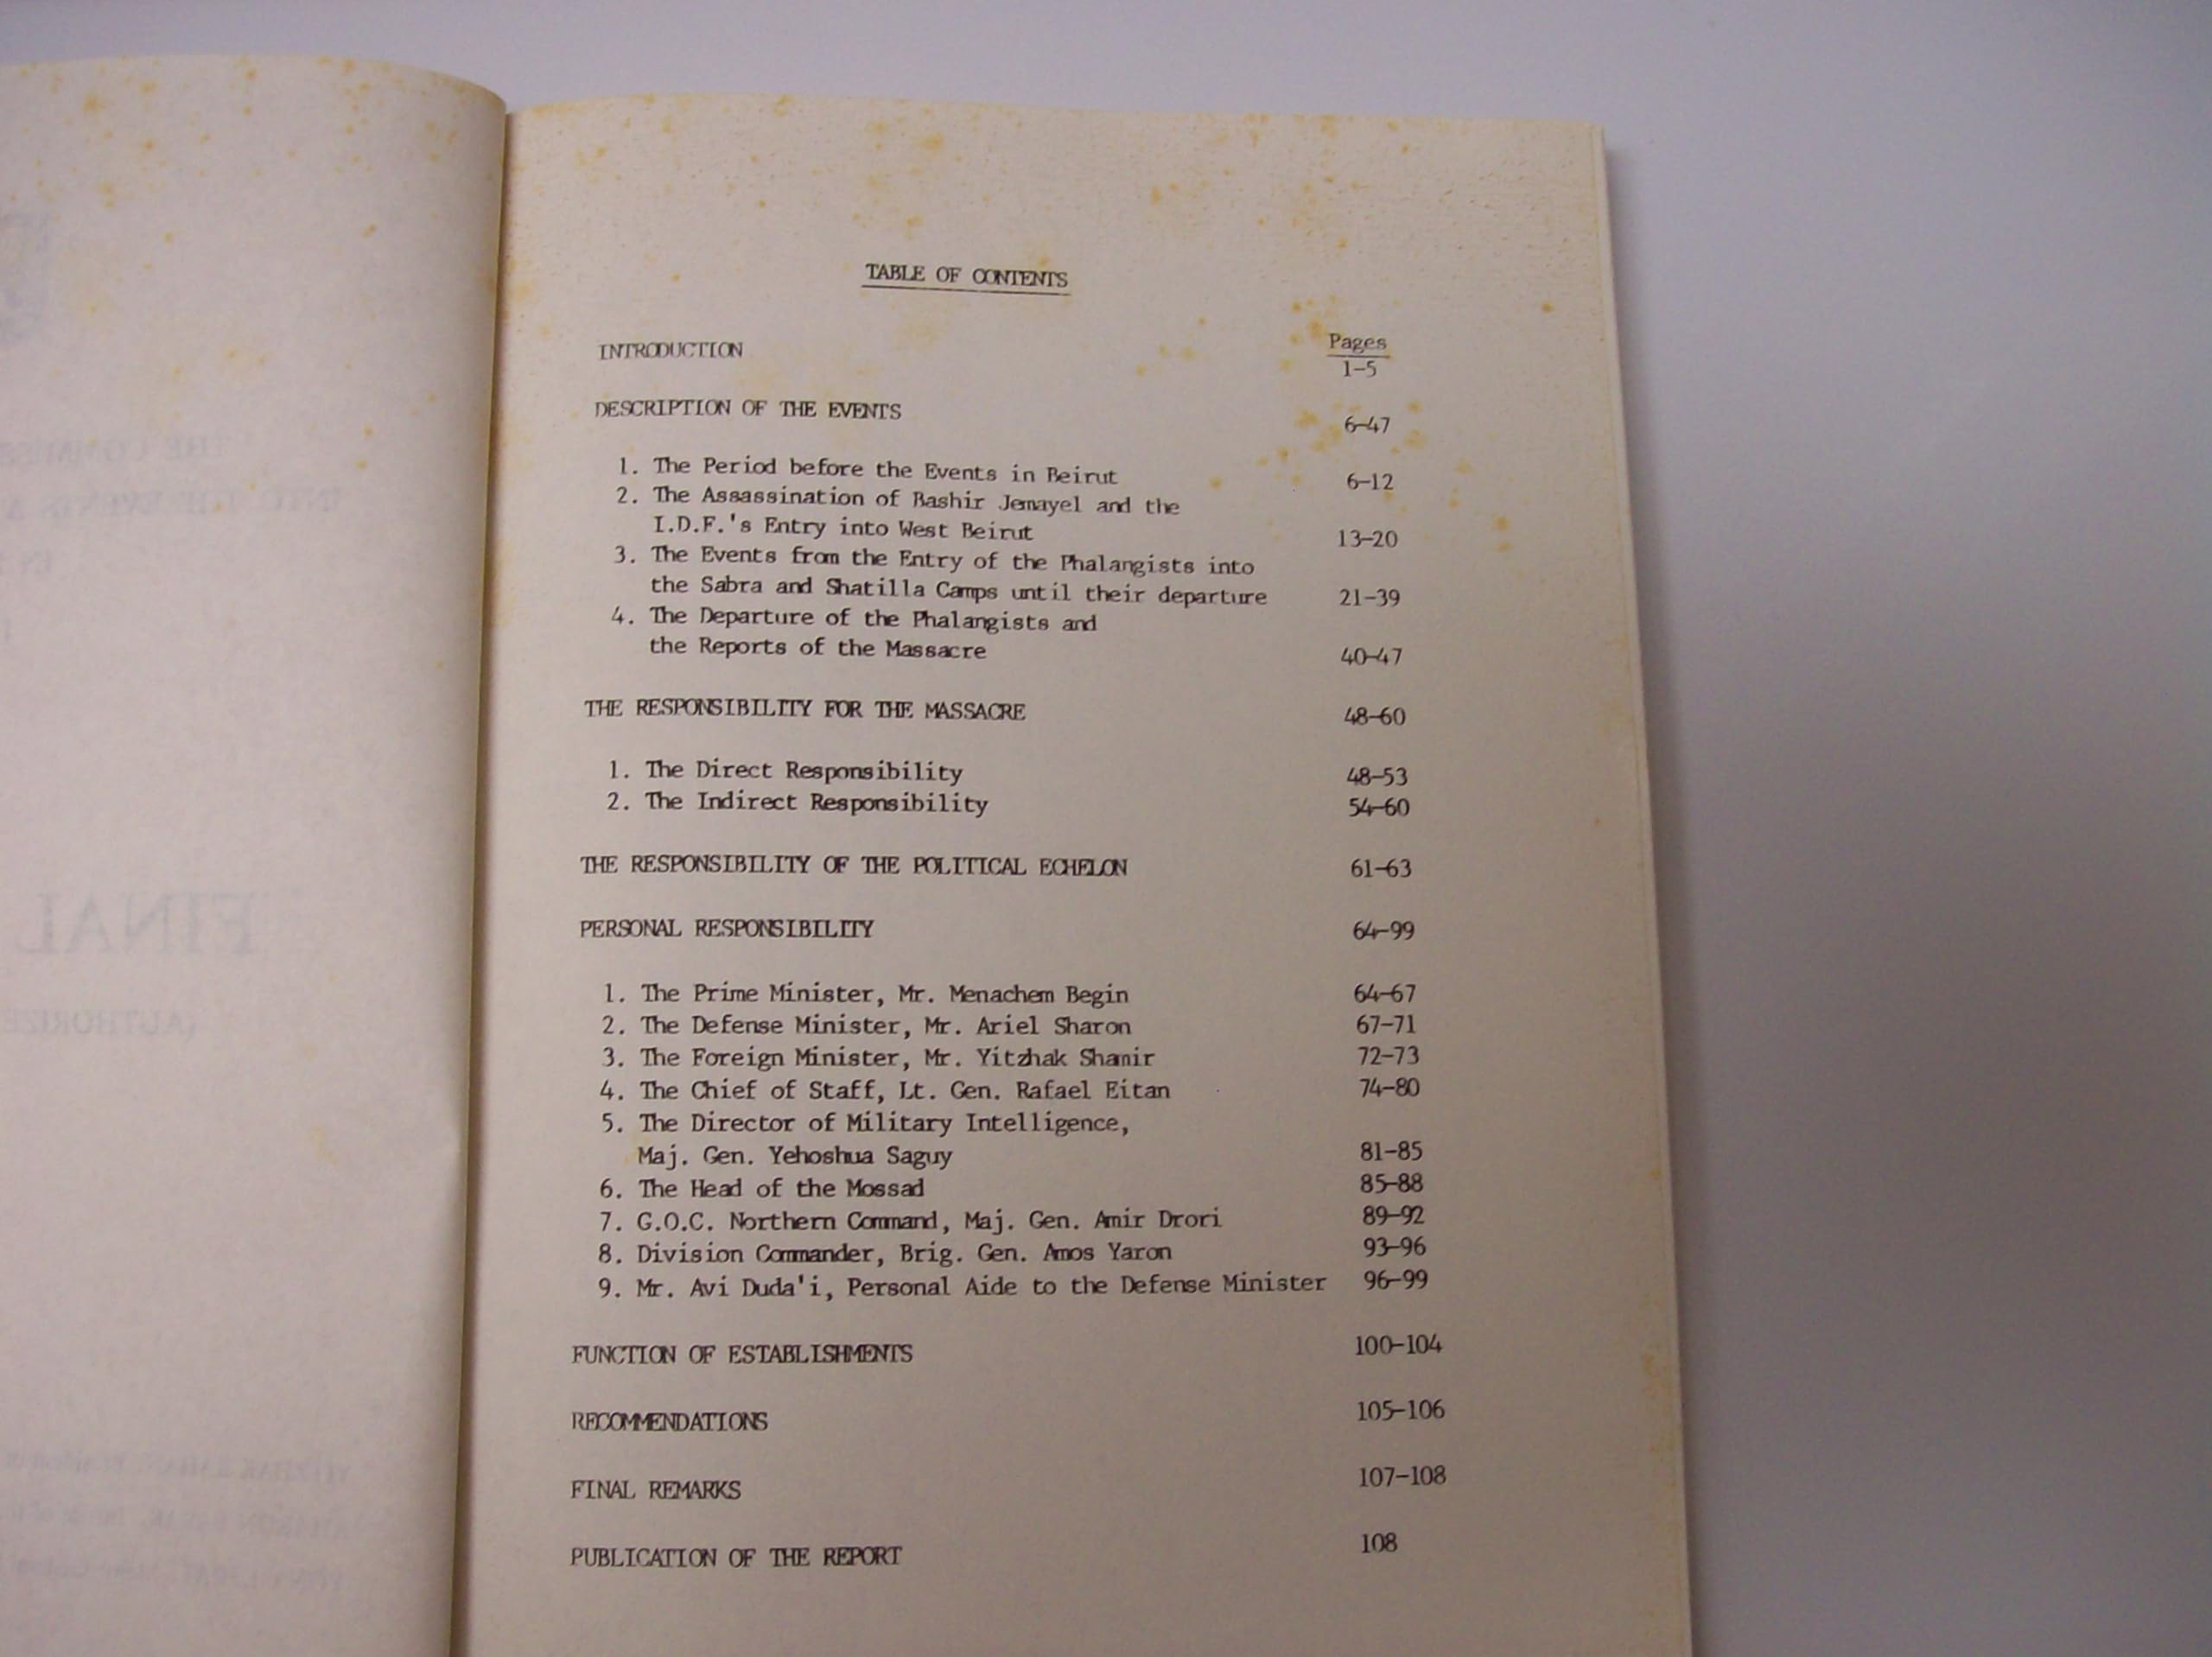 TABLE OF CONTENTS
INTRODUCTION Pages
1-5
DESCRIPTION OF THE EVENTS 6-47
1. The Period before the Events in Beirut 6-12
2. The Assassination of Bashir Jemayel and the
I.D.F.'s Entry into West Beirut 13-20
3. The Events from the Entry of the Phalangists into
the Sabra and Shatilla Camps until their departure 21-39
4. The Departure of the Phalangists and
the Reports of the Massacre 40-47
THE RESPONSIBILITY FOR THE MASSACRE 48-60
1. The Direct Responsibility 48-53
2. The Indirect Responsibility 54-60
THE RESPONSIBILITY OF THE POLITICAL ECHELON 61-63
PERSONAL RESPONSIBILITY 64-99
1. The Prime Minister, Mr. Menachem Begin 64-67
2. The Defense Minister, Mr. Ariel Sharon 67-71
3. The Foreign Minister, Mr. Yitzhak Shamir 72-73
4. The Chief of Staff, Lt. Gen. Rafael Eitan 74-80
5. The Director of Military Intelligence,
Maj. Gen. Yehoshua Saguy 81-85
6. The Head of the Mossad 85-88
7. G.O.C. Northern Command, Maj. Gen. Amir Drori 89-92
8. Division Commander, Brig. Gen. Amos Yaron 93-96
9. Mr. Avi Duda'i, Personal Aide to the Defense Minister 96-99
FUNCTION OF ESTABLISHMENTS 100-104
RECOMMENDATIONS 105-106
FINAL REMARKS 107-108
PUBLICATION OF THE REPORT 108